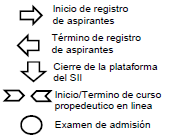 Inicio de registro
de aspirantes
Término de registro
de aspirantes
Cierre de la plataforma
del SII
Inicio/Termino de curso
propedeutico en linea
Examen de admisión